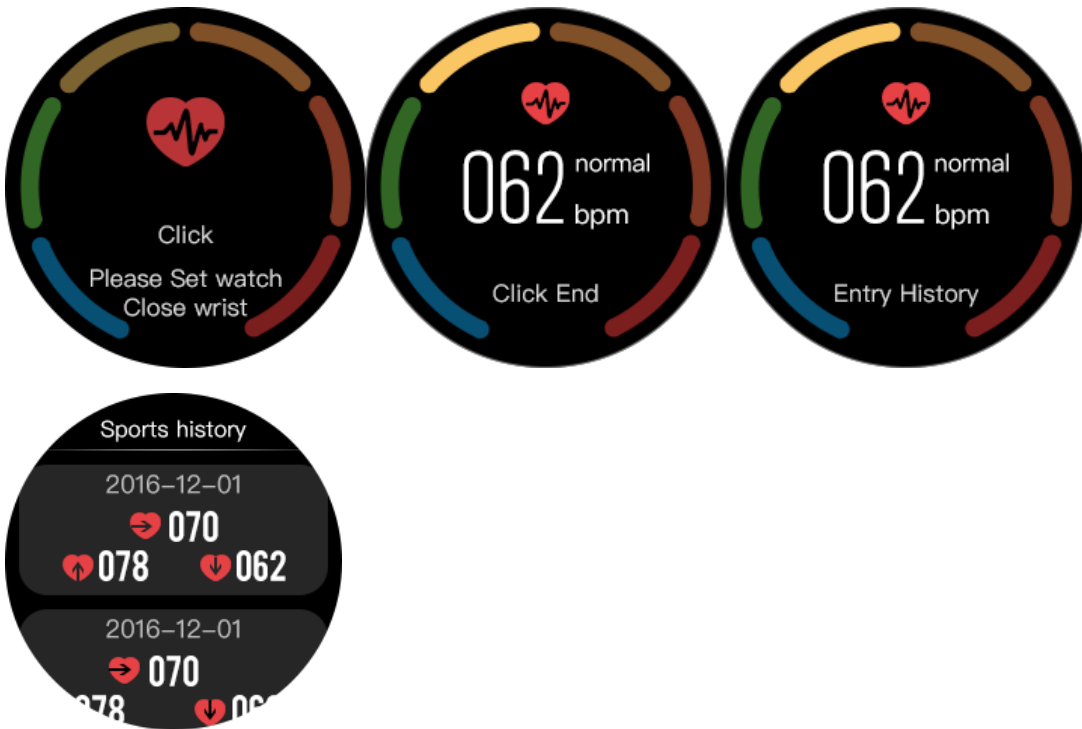 Click
Please Set watch
Close wrist
062 normal
bpm
Click End
062 normal
bpm
Entry History
Sports history
2016-12-01
070
078 062
2016-12-01
070